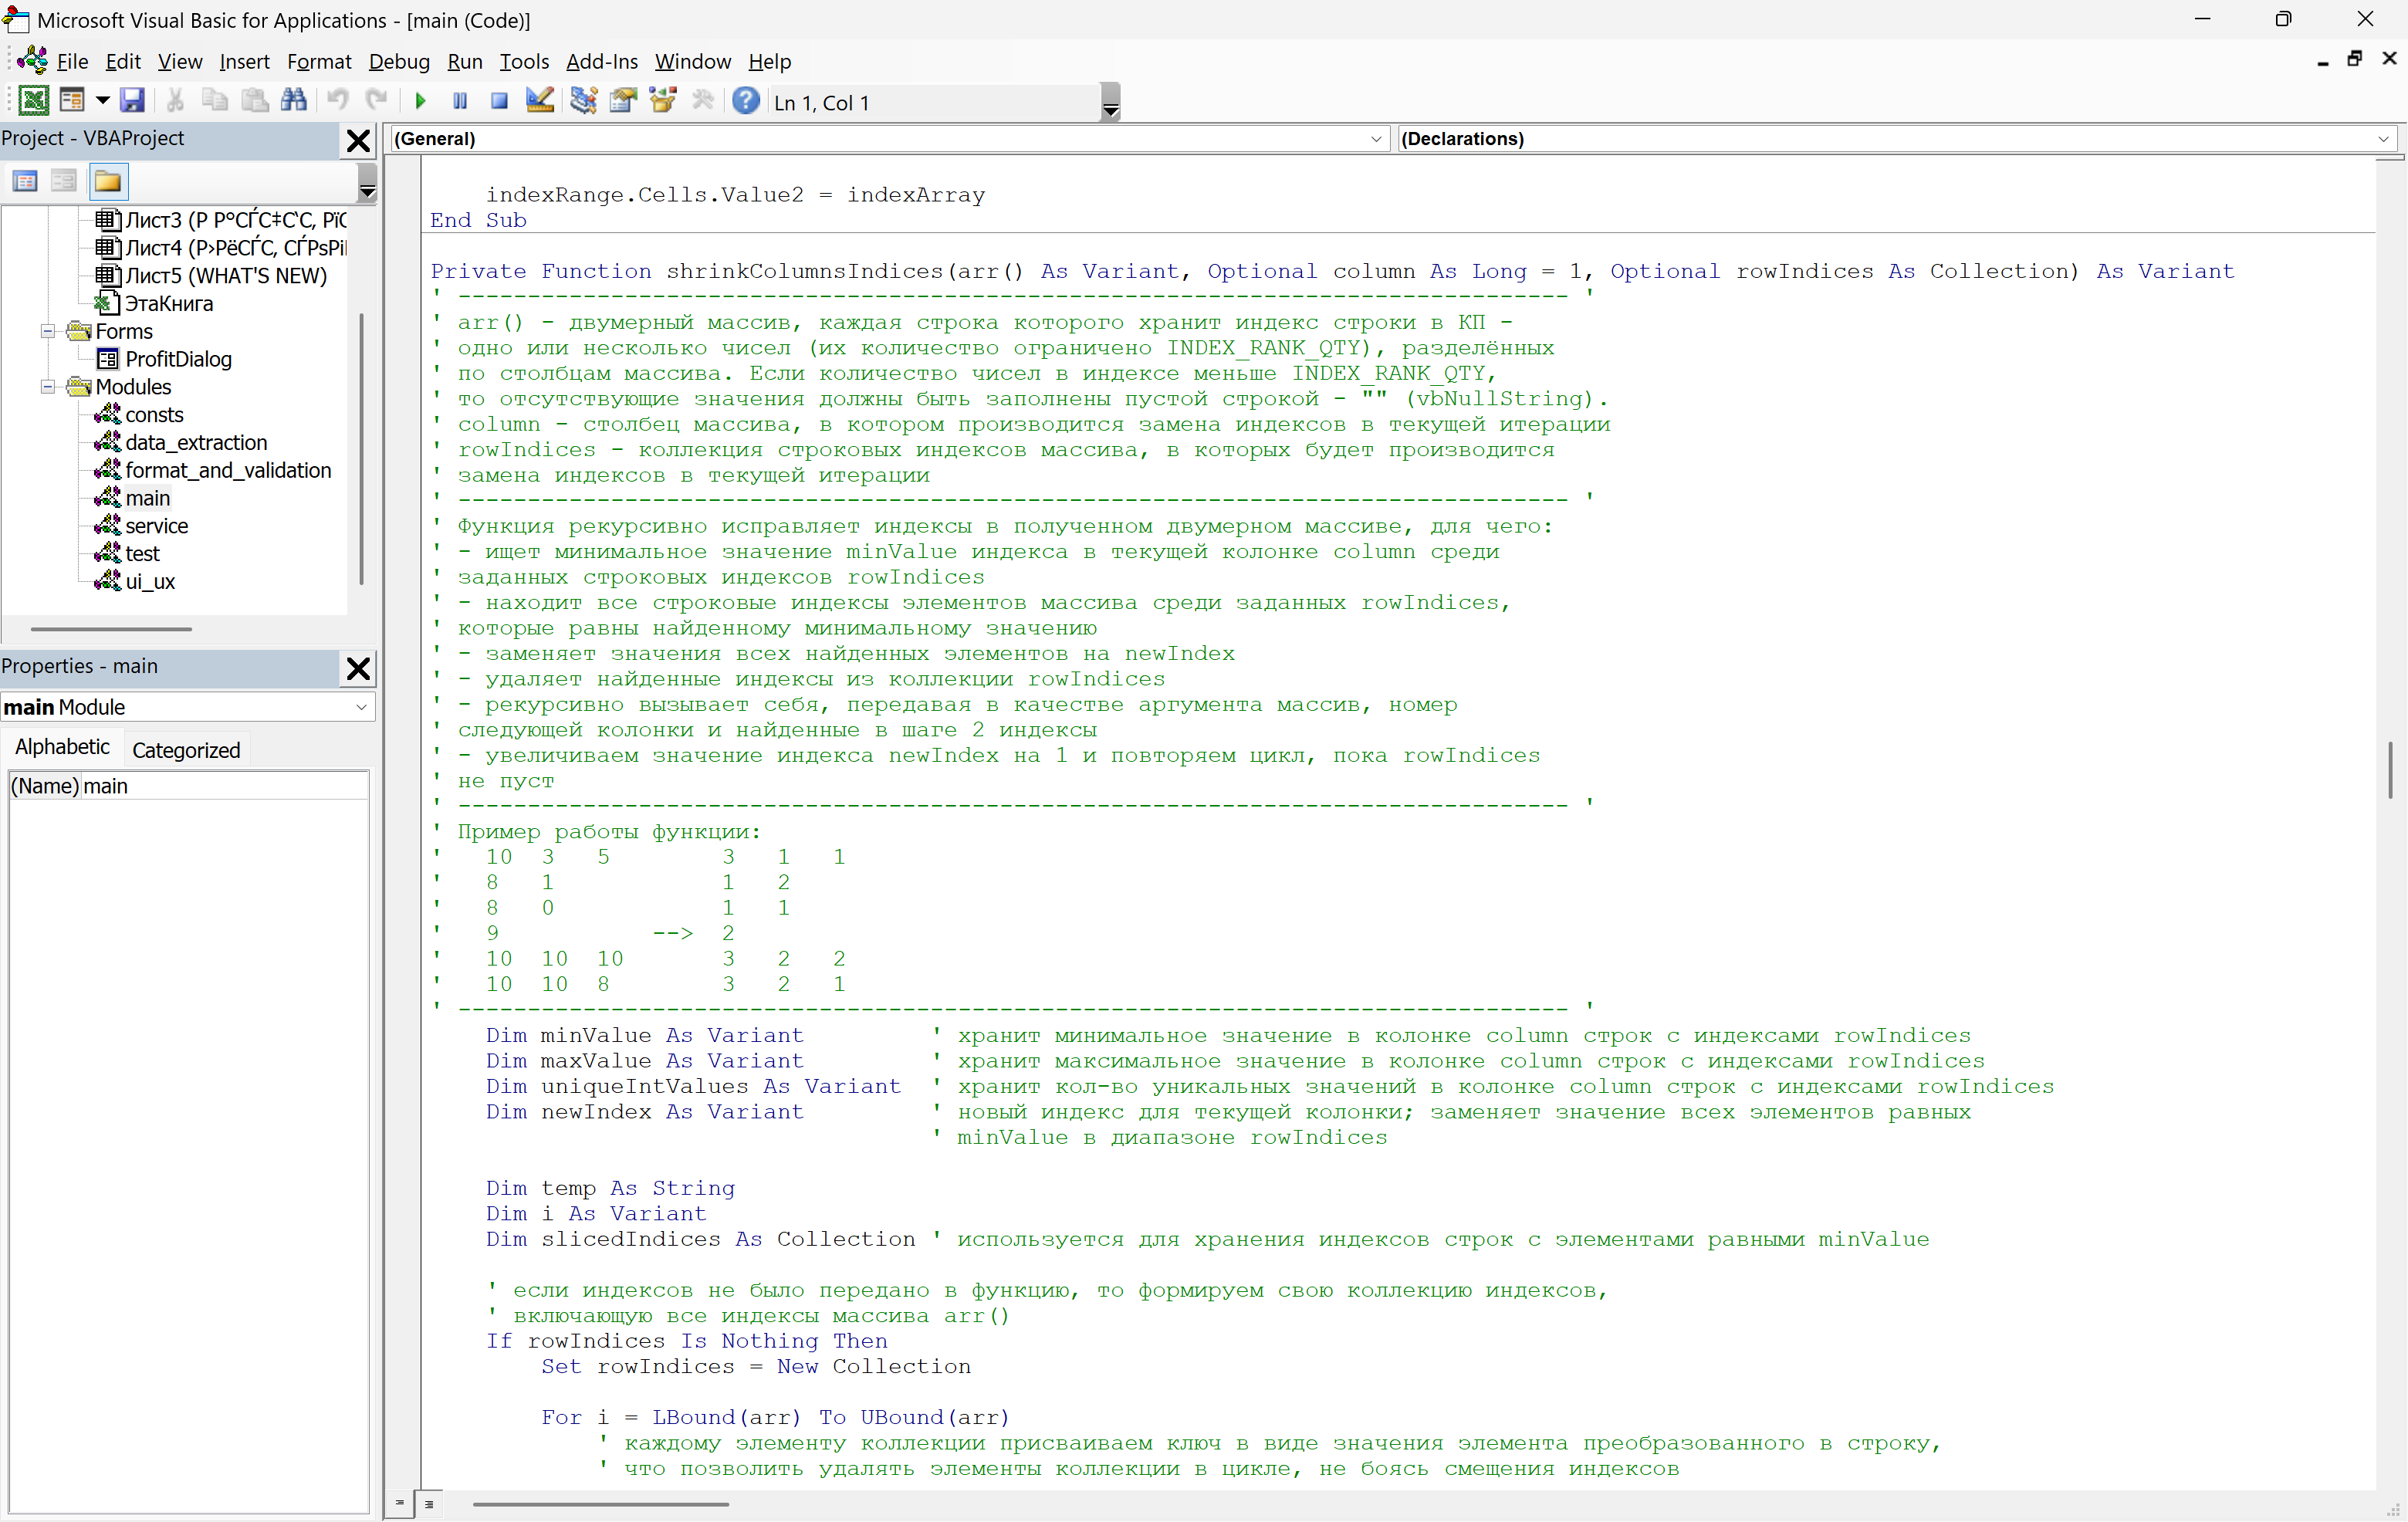 Microsoft Visual Basic for Applications - [main (Code)]
File Edit View Insert Format Debug Run Tools Add-Ins Window Help
Ln 1, Col 1
Project - VBAProject
Лист3 (Р Р°СЃС‡С‘С‚ РїС
Лист4 (Р›РёСЃС‚ СЃРѕРі
Лист5 (WHAT'S NEW)
ЭтаКнига
Forms
ProfitDialog
Modules
consts
data_extraction
format_and_validation
main
service
test
ui_ux
Properties - main
main Module
Alphabetic Categorized
(Name) main
(General) (Declarations)
indexRange.Cells.Value2 = indexArray
End Sub
Private Function shrinkColumnsIndices(arr() As Variant, Optional column As Long = 1, Optional rowIndices As Collection) As Variant
' -------------------------------------------------------------------------------- '
' arr() - двумерный массив, каждая строка которого хранит индекс строки в КП -
' одно или несколько чисел (их количество ограничено INDEX_RANK_QTY), разделённых
' по столбцам массива. Если количество чисел в индексе меньше INDEX_RANK_QTY,
' то отсутствующие значения должны быть заполнены пустой строкой - "" (vbNullString).
' column - столбец массива, в котором производится замена индексов в текущей итерации
' rowIndices - коллекция строковых индексов массива, в которых будет производится
' замена индексов в текущей итерации
' -------------------------------------------------------------------------------- '
' Функция рекурсивно исправляет индексы в полученном двумерном массиве, для чего:
' - ищет минимальное значение minValue индекса в текущей колонке column среди
' заданных строковых индексов rowIndices
' - находит все строковые индексы элементов массива среди заданных rowIndices,
' которые равны найденному минимальному значению
' - заменяет значения всех найденных элементов на newIndex
' - удаляет найденные индексы из коллекции rowIndices
' - рекурсивно вызывает себя, передавая в качестве аргумента массив, номер
' следующей колонки и найденные в шаге 2 индексы
' - увеличиваем значение индекса newIndex на 1 и повторяем цикл, пока rowIndices
' не пуст
' -------------------------------------------------------------------------------- '
' Пример работы функции:
' 10 3 5 3 1 1
' 8 1 1 2
' 8 0 1 1
' 9 --> 2
' 10 10 10 3 2 2
' 10 10 8 3 2 1
' -------------------------------------------------------------------------------- '
Dim minValue As Variant ' хранит минимальное значение в колонке column строк с индексами rowIndices
Dim maxValue As Variant ' хранит максимальное значение в колонке column строк с индексами rowIndices
Dim uniqueIntValues As Variant ' хранит кол-во уникальных значений в колонке column строк с индексами rowIndices
Dim newIndex As Variant ' новый индекс для текущей колонки; заменяет значение всех элементов равных
' minValue в диапазоне rowIndices
Dim temp As String
Dim i As Variant
Dim slicedIndices As Collection ' используется для хранения индексов строк с элементами равными minValue
' если индексов не было передано в функцию, то формируем свою коллекцию индексов,
' включающую все индексы массива arr()
If rowIndices Is Nothing Then
Set rowIndices = New Collection
For i = LBound(arr) To UBound(arr)
' каждому элементу коллекции присваиваем ключ в виде значения элемента преобразованного в строку,
' что позволить удалять элементы коллекции в цикле, не боясь смещения индексов